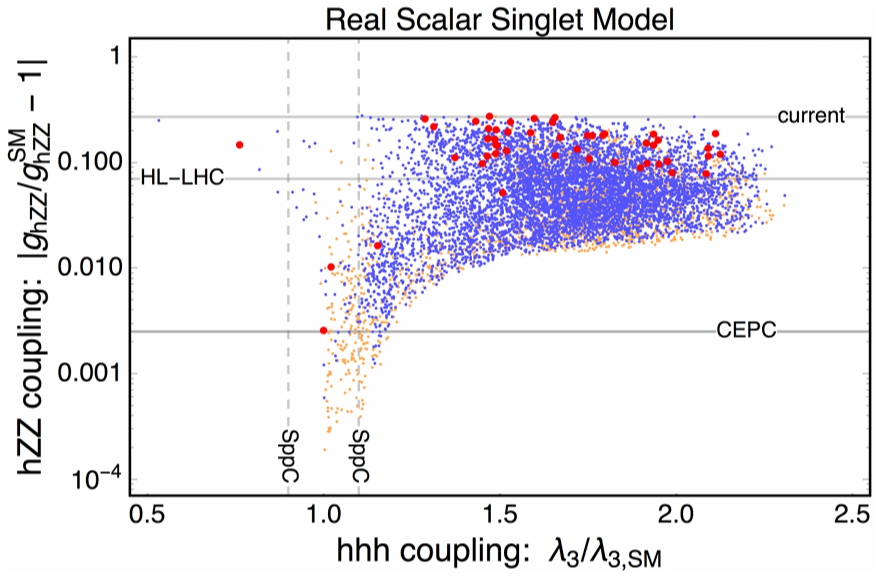 Real Scalar Singlet Model
hZZ coupling: |g_hZZ/g_hZZ^SM − 1|
1
0.100
0.010
0.001
10⁻⁴
current
HL−LHC
CEPC
SppC
SppC
0.5
1.0
1.5
2.0
2.5
hhh coupling: λ₃/λ₃,SM